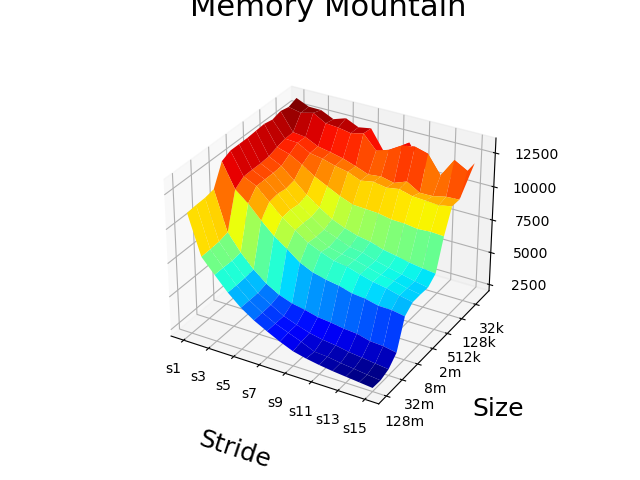 Memory Mountain
12500
10000
7500
5000
2500
32k
128k
512k
2m
8m
32m
128m
Size
s1
s3
s5
s7
s9
s11
s13
s15
Stride